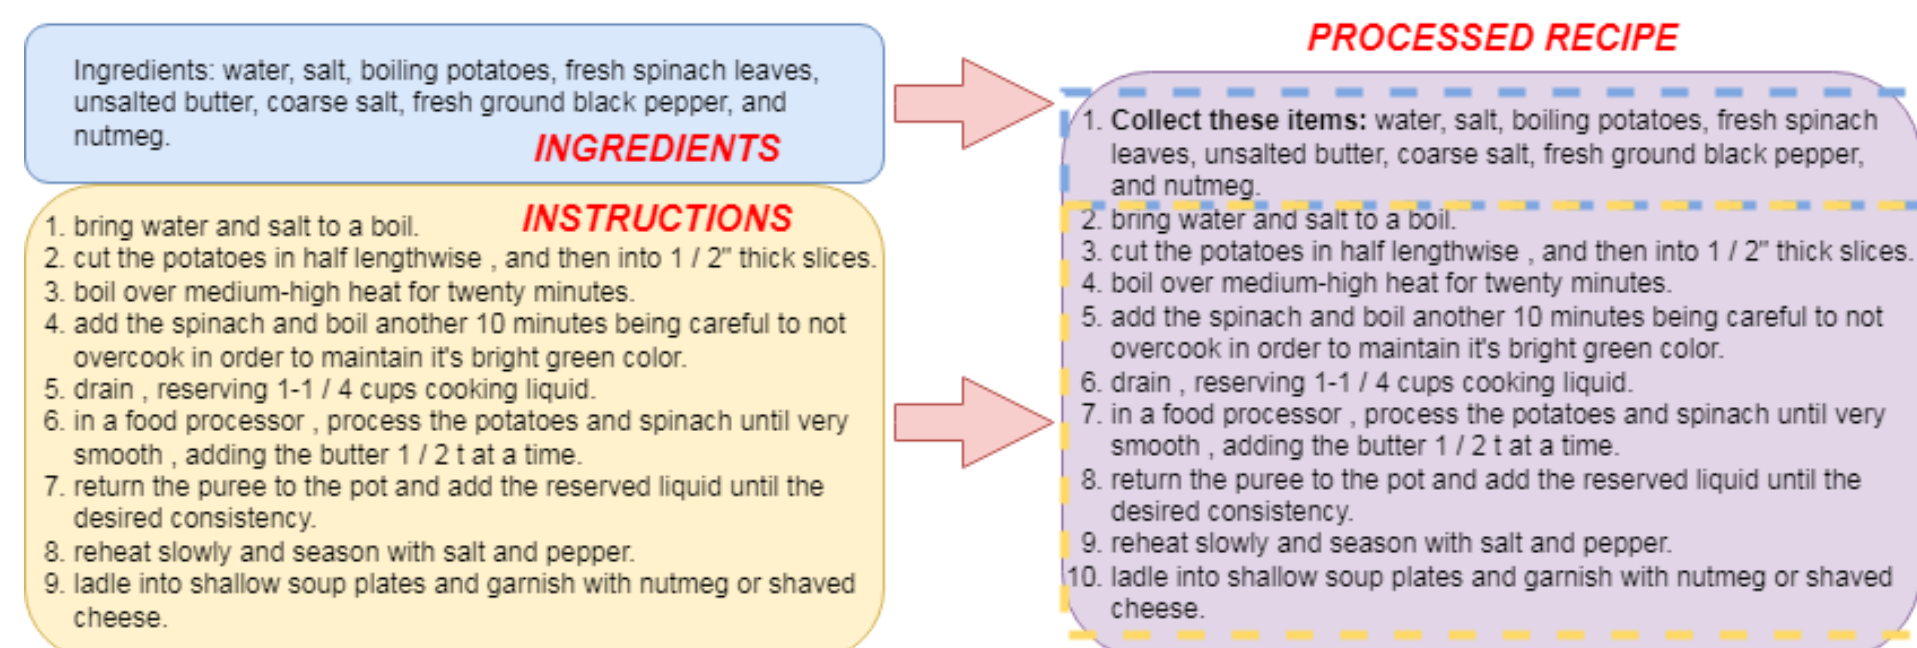 Ingredients: water, salt, boiling potatoes, fresh spinach leaves,
unsalted butter, coarse salt, fresh ground black pepper, and
nutmeg.
INGREDIENTS
INSTRUCTIONS
1. bring water and salt to a boil.
2. cut the potatoes in half lengthwise , and then into 1 / 2" thick slices.
3. boil over medium-high heat for twenty minutes.
4. add the spinach and boil another 10 minutes being careful to not
overcook in order to maintain it's bright green color.
5. drain , reserving 1-1 / 4 cups cooking liquid.
6. in a food processor , process the potatoes and spinach until very
smooth , adding the butter 1 / 2 t at a time.
7. return the puree to the pot and add the reserved liquid until the
desired consistency.
8. reheat slowly and season with salt and pepper.
9. ladle into shallow soup plates and garnish with nutmeg or shaved
cheese.
PROCESSED RECIPE
1. Collect these items: water, salt, boiling potatoes, fresh spinach
leaves, unsalted butter, coarse salt, fresh ground black pepper,
and nutmeg.
2. bring water and salt to a boil.
3. cut the potatoes in half lengthwise , and then into 1 / 2" thick slices.
4. boil over medium-high heat for twenty minutes.
5. add the spinach and boil another 10 minutes being careful to not
overcook in order to maintain it's bright green color.
6. drain , reserving 1-1 / 4 cups cooking liquid.
7. in a food processor , process the potatoes and spinach until very
smooth , adding the butter 1 / 2 t at a time.
8. return the puree to the pot and add the reserved liquid until the
desired consistency.
9. reheat slowly and season with salt and pepper.
10. ladle into shallow soup plates and garnish with nutmeg or shaved
cheese.